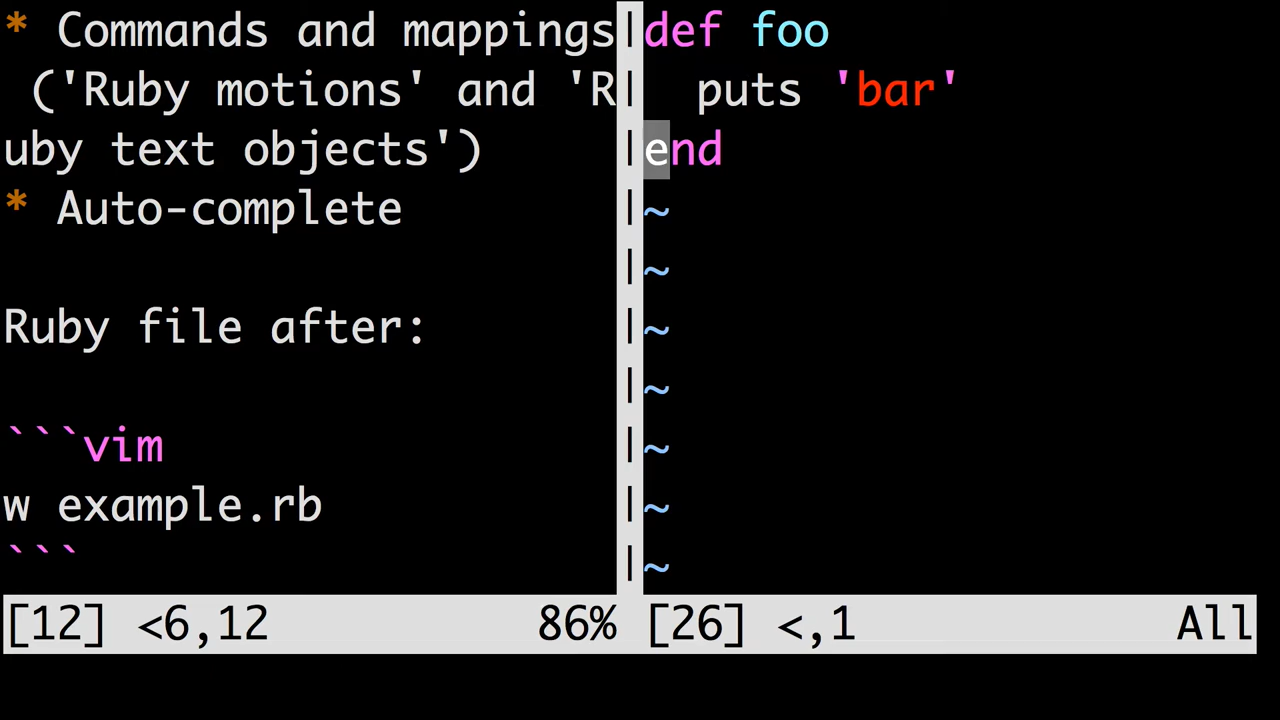 * Commands and mappings
 ('Ruby motions' and 'R
uby text objects')
* Auto-complete
Ruby file after:
```vim
w example.rb
```
[12] <6,12 86%
def foo
  puts 'bar'
end
~
~
~
~
~
~
~
[26] <,1 All